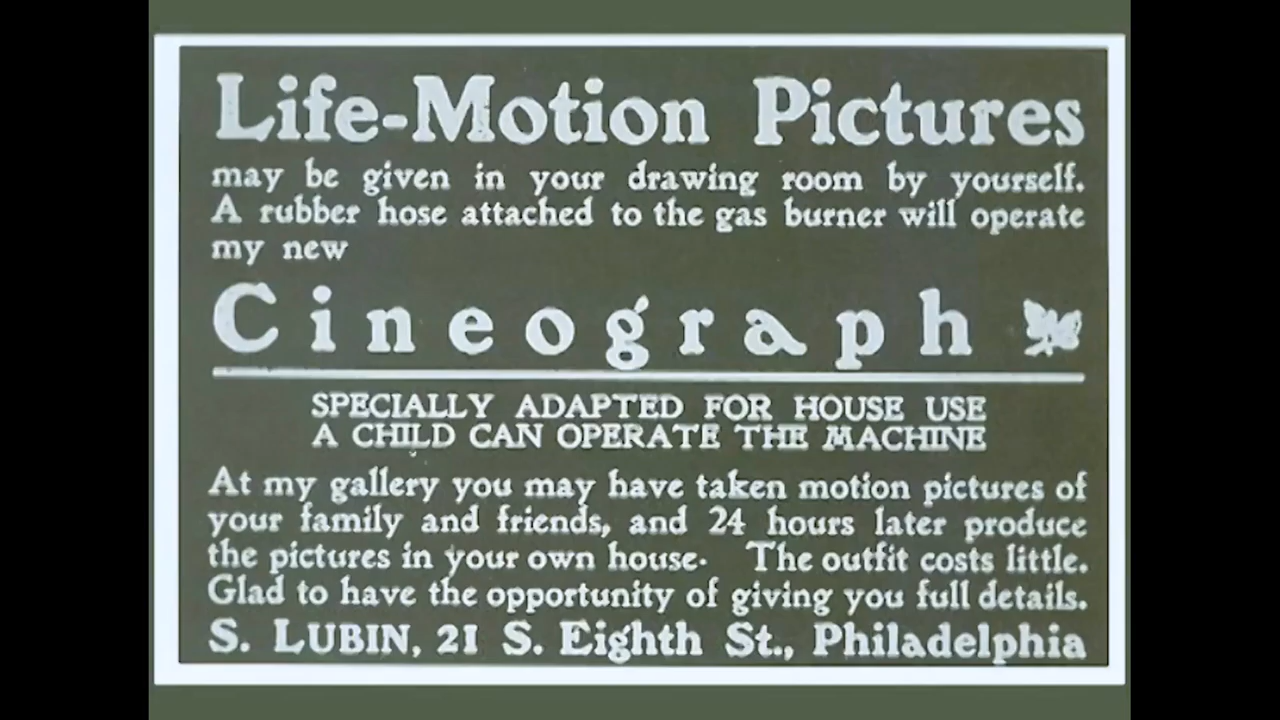 Life-Motion Pictures
may be given in your drawing room by yourself.
A rubber hose attached to the gas burner will operate
my new
Cineograph
SPECIALLY ADAPTED FOR HOUSE USE
A CHILD CAN OPERATE THE MACHINE
At my gallery you may have taken motion pictures of
your family and friends, and 24 hours later produce
the pictures in your own house. The outfit costs little.
Glad to have the opportunity of giving you full details.
S. LUBIN, 21 S. Eighth St., Philadelphia